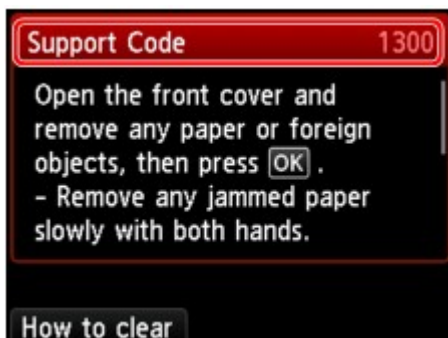 Support Code 1300
Open the front cover and
remove any paper or foreign
objects, then press OK .
- Remove any jammed paper
slowly with both hands.
How to clear